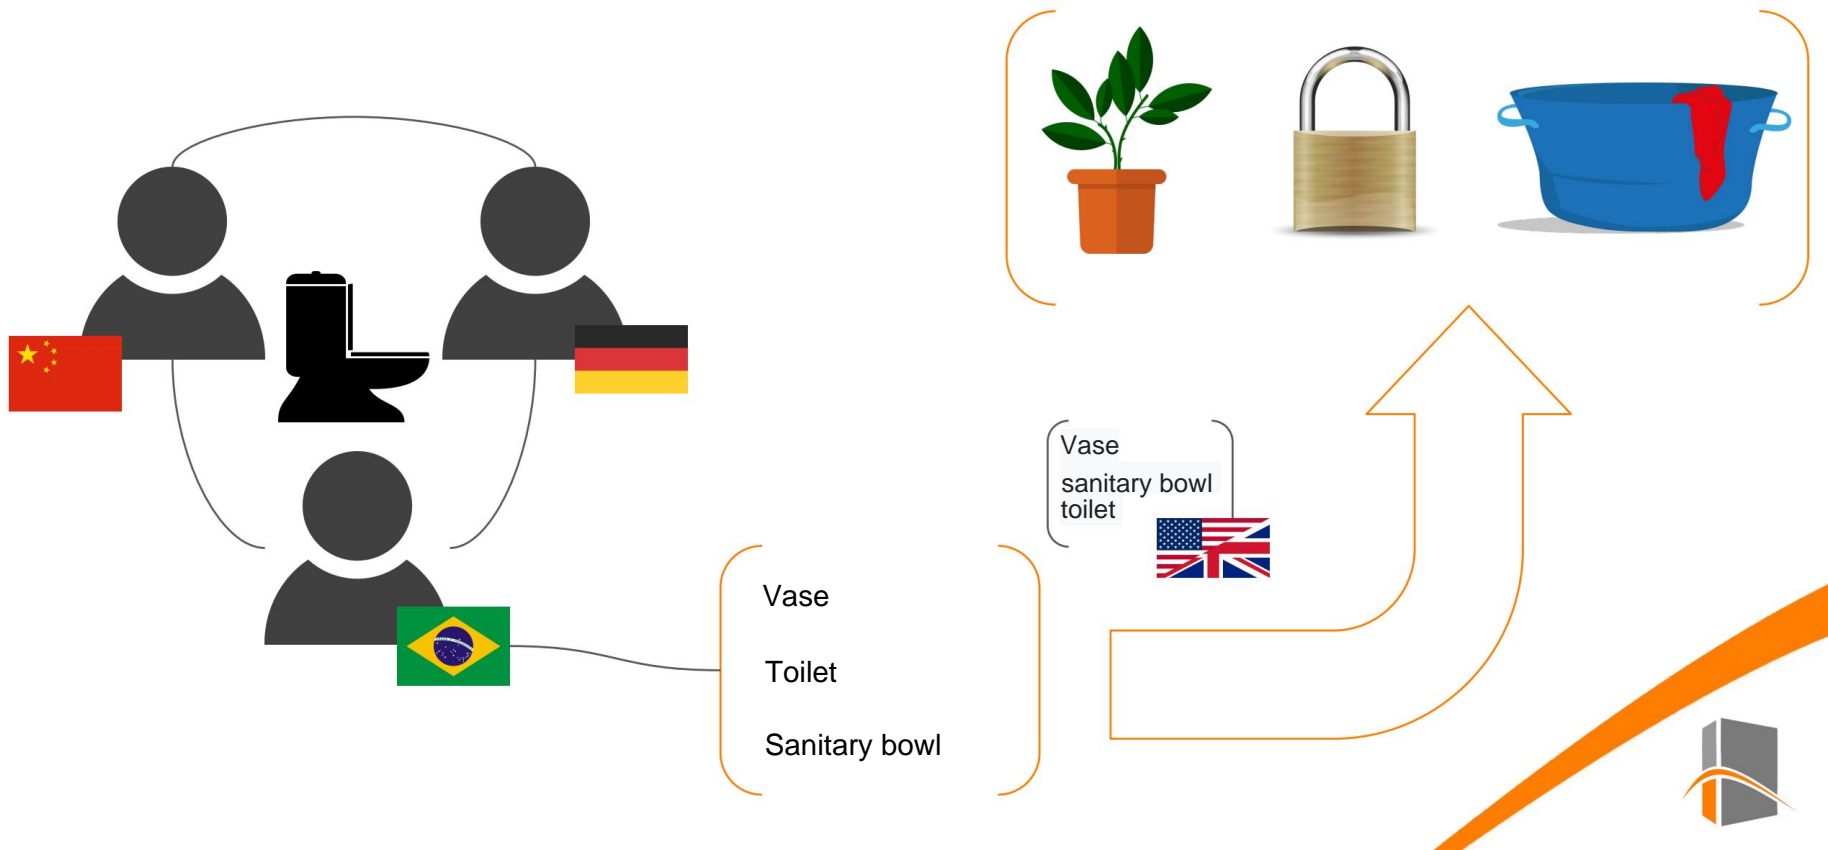 Vase
sanitary bowl
toilet
Vase
Toilet
Sanitary bowl